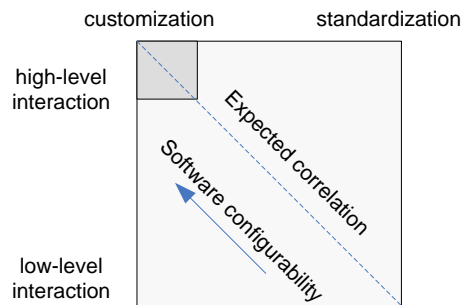 customization
standardization
high-level
interaction
Expected correlation
Software configurability
low-level
interaction